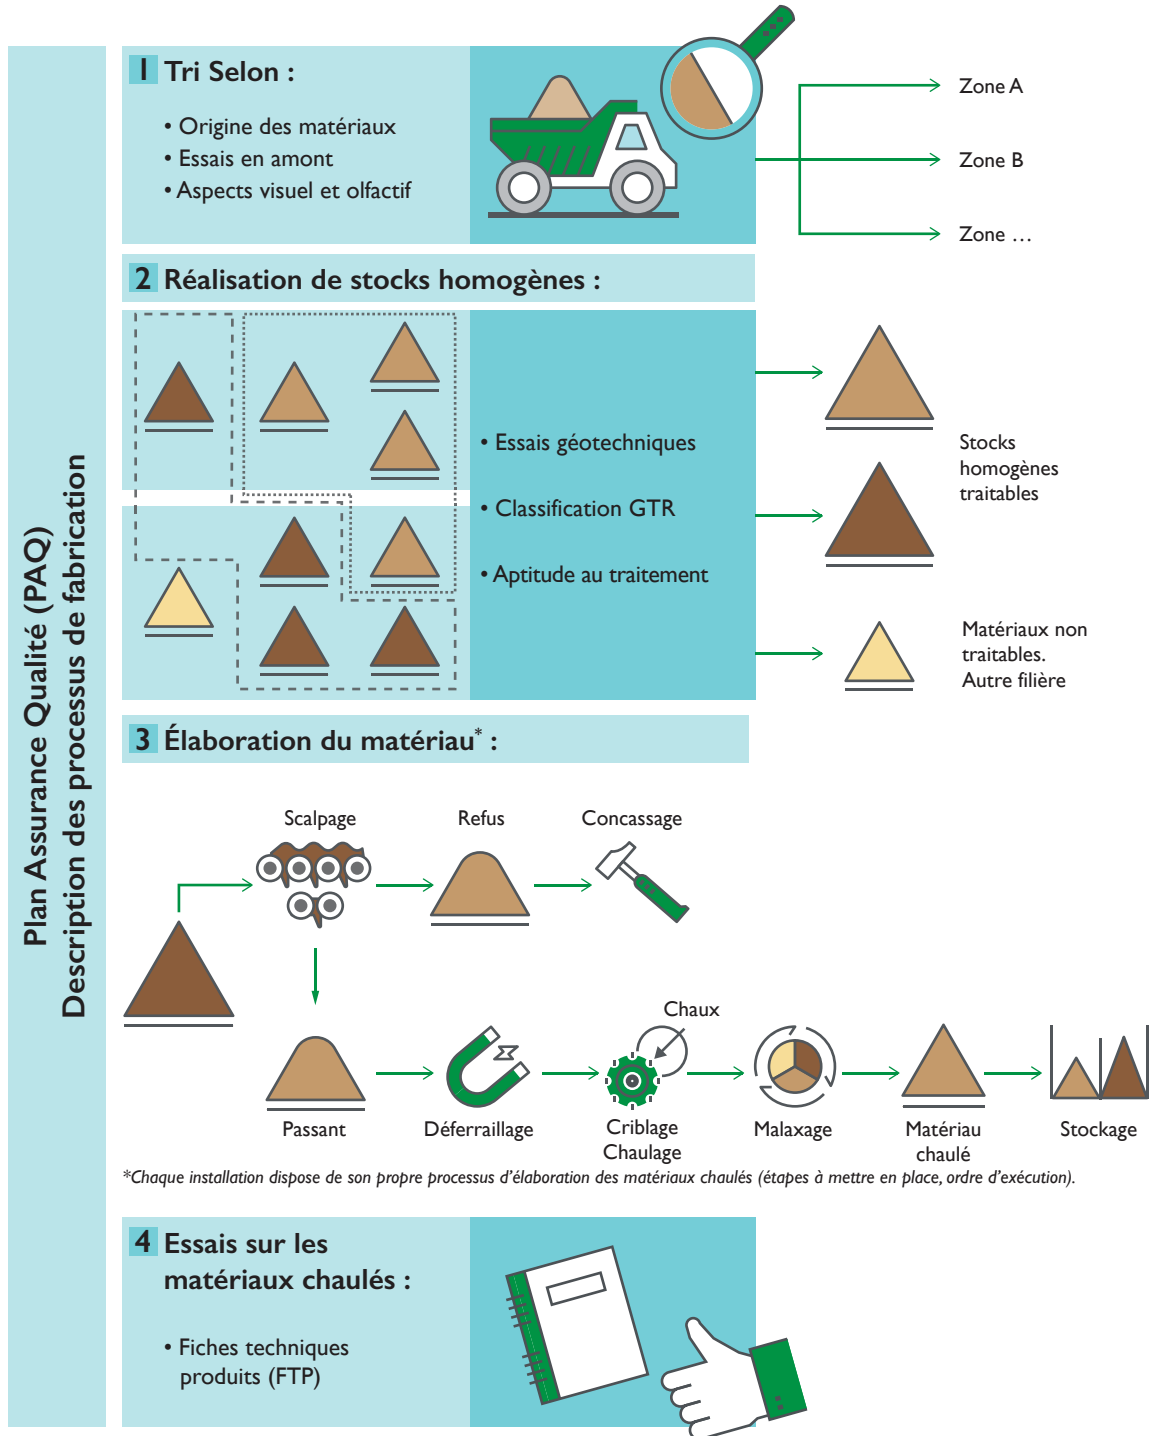 Plan Assurance Qualité (PAQ)
Description des processus de fabrication
1 Tri Selon :
• Origine des matériaux
• Essais en amont
• Aspects visuel et olfactif
Zone A
Zone B
Zone …
2 Réalisation de stocks homogènes :
• Essais géotechniques
• Classification GTR
• Aptitude au traitement
Stocks
homogènes
traitables
Matériaux non
traitables.
Autre filière
3 Élaboration du matériau* :
Scalpage
Refus
Concassage
Chaux
Passant
Déferraillage
Criblage
Chaulage
Malaxage
Matériau
chaulé
Stockage
*Chaque installation dispose de son propre processus d’élaboration des matériaux chaulés (étapes à mettre en place, ordre d’exécution).
4 Essais sur les
matériaux chaulés :
• Fiches techniques
produits (FTP)